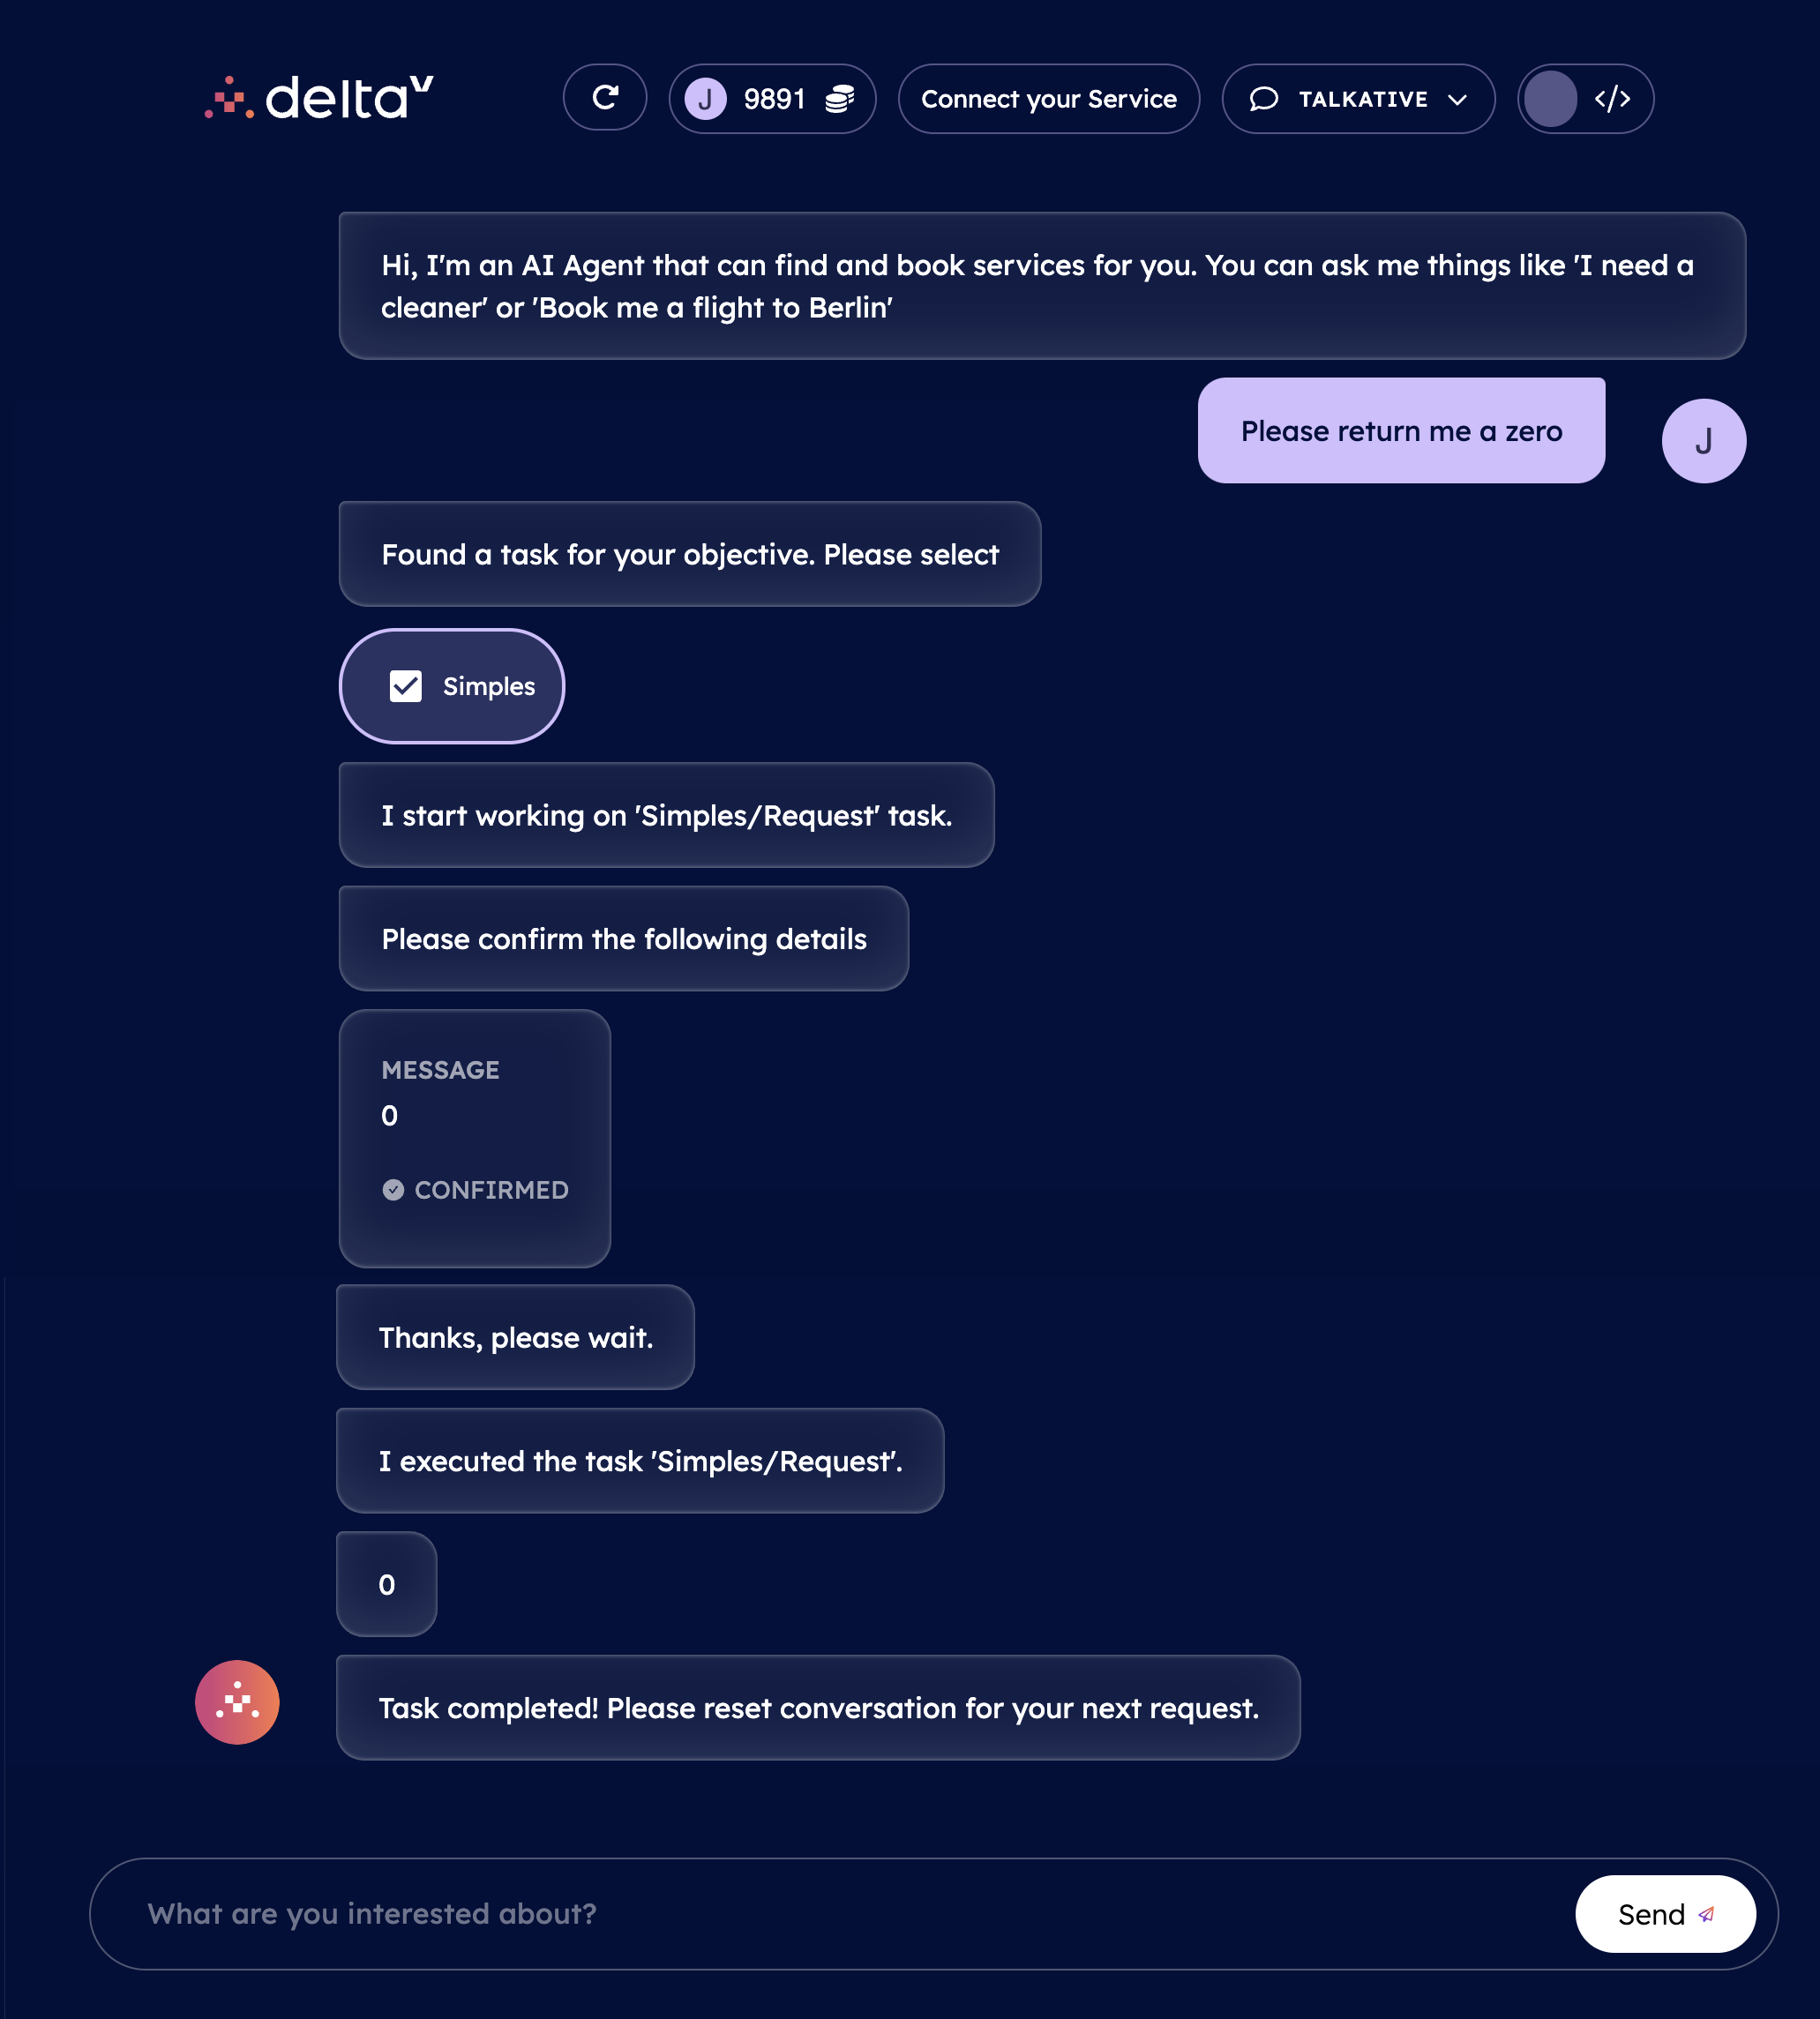 deltaV
J 9891
Connect your Service
TALKATIVE
</>
Hi, I'm an AI Agent that can find and book services for you. You can ask me things like 'I need a
cleaner' or 'Book me a flight to Berlin'
Please return me a zero
J
Found a task for your objective. Please select
Simples
I start working on 'Simples/Request' task.
Please confirm the following details
MESSAGE
0
CONFIRMED
Thanks, please wait.
I executed the task 'Simples/Request'.
0
Task completed! Please reset conversation for your next request.
What are you interested about?
Send